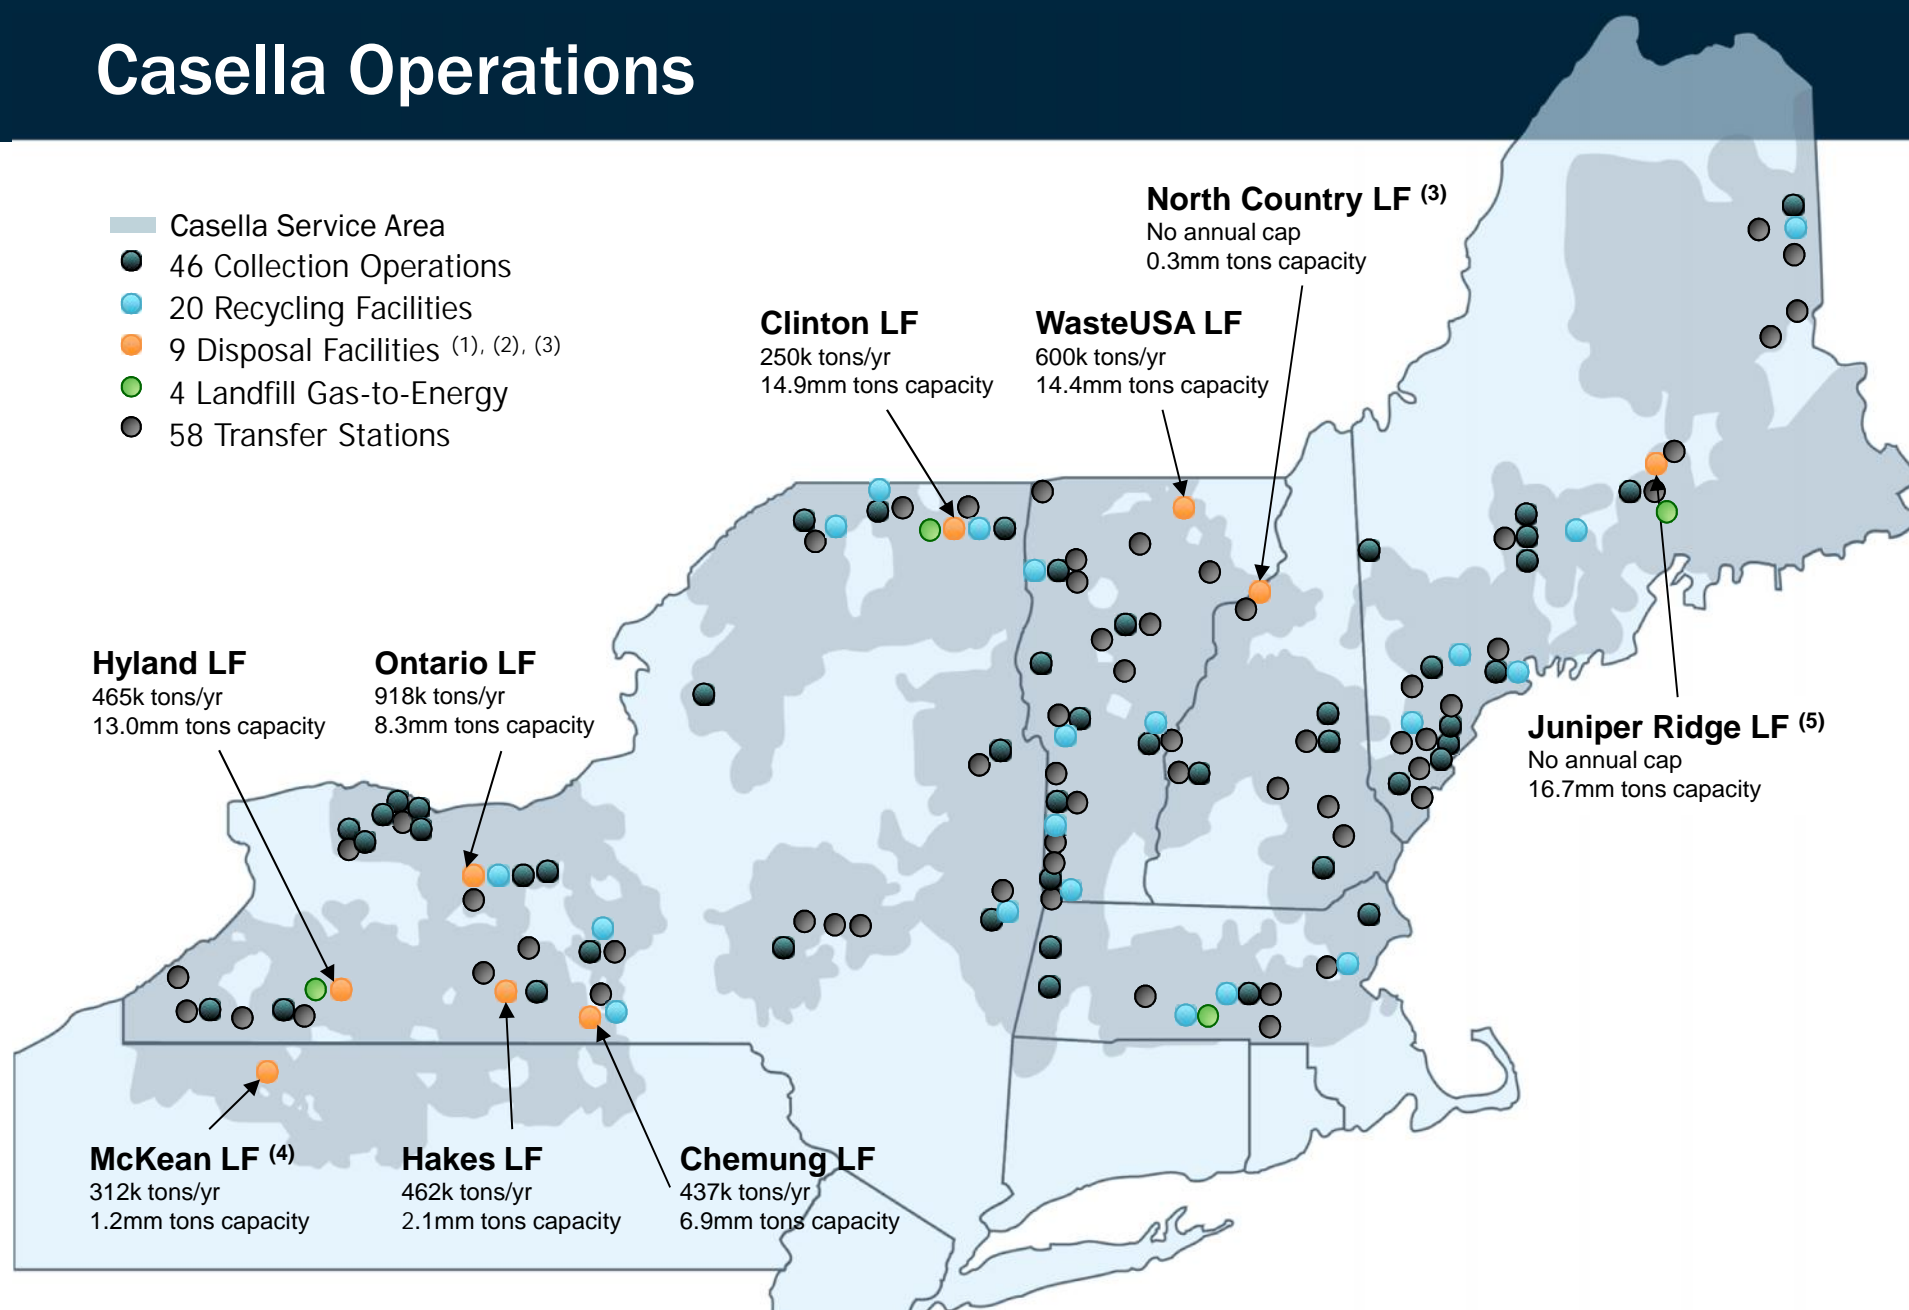 Casella Operations
Casella Service Area
46 Collection Operations
20 Recycling Facilities
9 Disposal Facilities (1), (2), (3)
4 Landfill Gas-to-Energy
58 Transfer Stations
North Country LF (3)
No annual cap
0.3mm tons capacity
Clinton LF
250k tons/yr
14.9mm tons capacity
WasteUSA LF
600k tons/yr
14.4mm tons capacity
Hyland LF
465k tons/yr
13.0mm tons capacity
Ontario LF
918k tons/yr
8.3mm tons capacity
Juniper Ridge LF (5)
No annual cap
16.7mm tons capacity
McKean LF (4)
312k tons/yr
1.2mm tons capacity
Hakes LF
462k tons/yr
2.1mm tons capacity
Chemung LF
437k tons/yr
6.9mm tons capacity